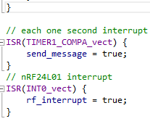 }
// each one second interrupt
ISR(TIMER1_COMPA_vect) {
    send_message = true;
}
// nRF24L01 interrupt
ISR(INT0_vect) {
    rf_interrupt = true;
}